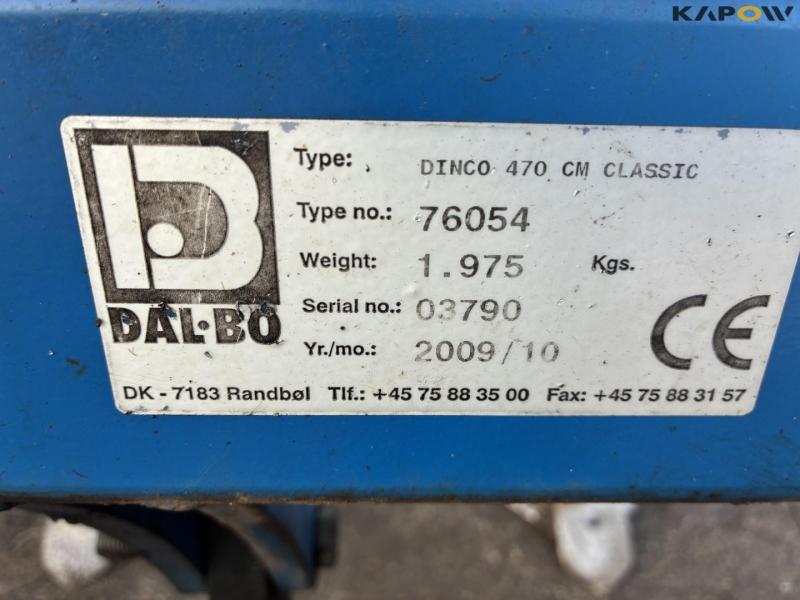 KAPOW
Type: DINCO 470 CM CLASSIC
Type no.: 76054
Weight: 1.975 Kgs.
Serial no.: 03790
Yr./mo.: 2009/10
DAL·BO
CE
DK - 7183 Randbøl Tlf.: +45 75 88 35 00 Fax: +45 75 88 31 57